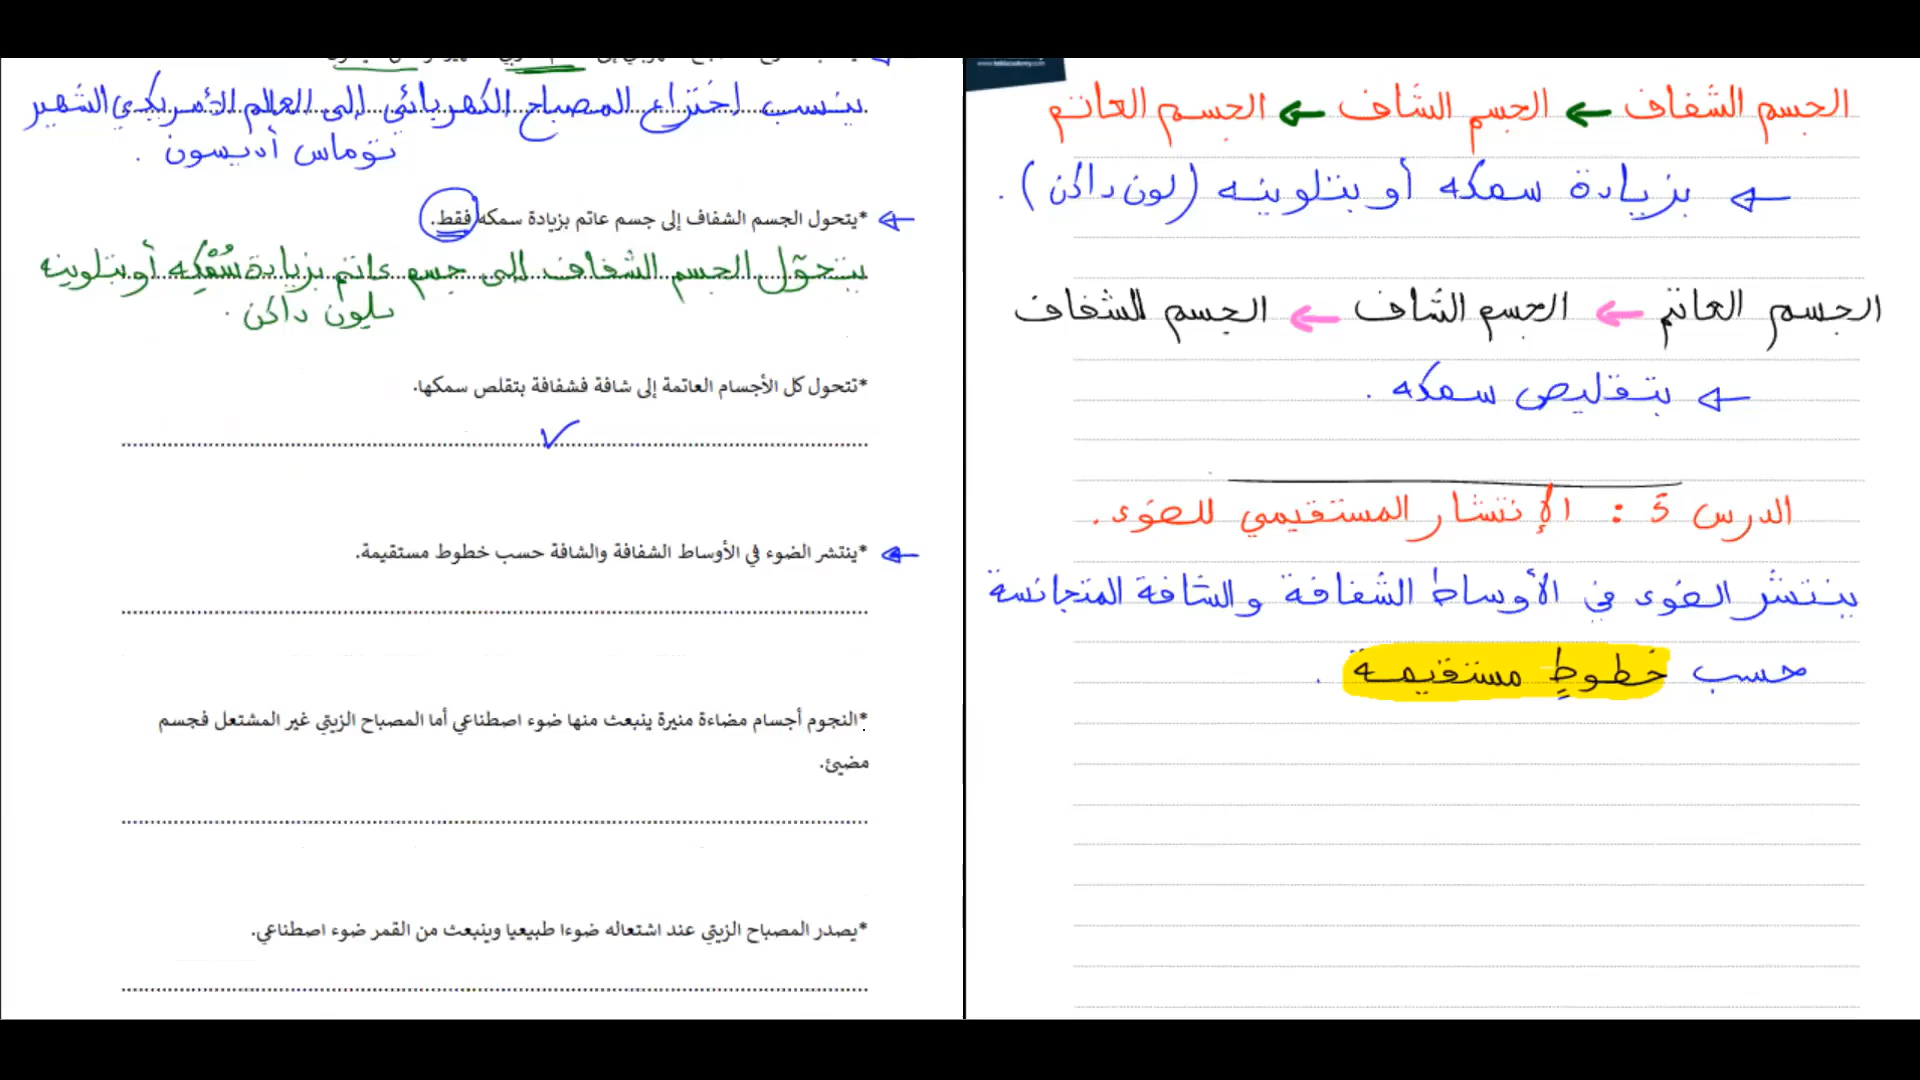 ينسب اختراع المصباح الكهربائي إلى العالم الأمريكي الشهير
توماس أديسون .
*يتحول الجسم الشفاف إلى جسم عاتم بزيادة سمكه فقط.
يتحوّل الجسم الشفاف إلى جسم عاتم بزيادة سُمْكِه أو بتلوينه
بلون داكن .
*تتحول كل الأجسام العاتمة إلى شافة فشفافة بتقلص سمكها.
*ينتشر الضوء في الأوساط الشفافة والشافة حسب خطوط مستقيمة.
*النجوم أجسام مضاءة منيرة ينبعث منها ضوء اصطناعي أما المصباح الزيتي غير المشتعل فجسم
مضيئ.
*يصدر المصباح الزيتي عند اشتعاله ضوءا طبيعيا وينبعث من القمر ضوء اصطناعي.
الجسم الشفاف ← الجسم الشاف ← الجسم العاتم
بزيادة سمكه أو بتلوينه (لون داكن) .
الجسم العاتم ← الجسم الشاف ← الجسم الشفاف
بتقليص سمكه .
الدرس 5 : الإنتشار المستقيمي للضوء .
ينتشر الضوء في الأوساط الشفافة والشافة المتجانسة
حسب خطوطٍ مستقيمة .